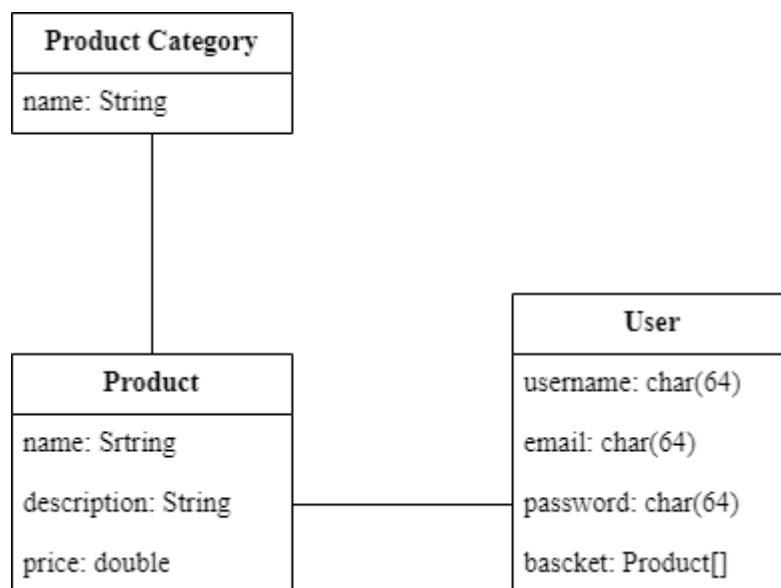 Product Category
name: String
Product
name: Srtring
description: String
price: double
User
username: char(64)
email: char(64)
password: char(64)
bascket: Product[]